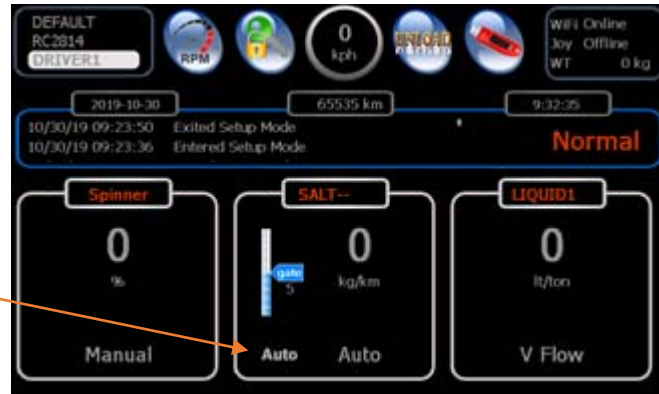 DEFAULT
RC2814
DRIVER1
RPM
0
kph
WiFi Online
Joy Offline
WT 0 kg
2019-10-30
65535 km
9:32:35
10/30/19 09:23:50 Exited Setup Mode
10/30/19 09:23:36 Entered Setup Mode
Normal
Spinner
0
%
Manual
SALT--
gate
5
0
kg/km
Auto Auto
LIQUID1
0
lt/ton
V Flow